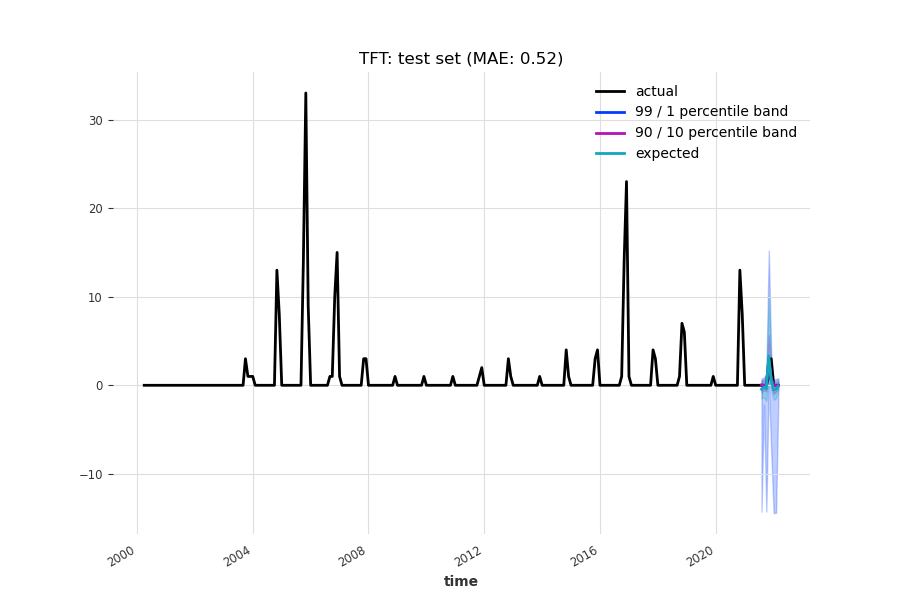 TFT: test set (MAE: 0.52)
actual
99 / 1 percentile band
90 / 10 percentile band
expected
30
20
10
0
−10
2000
2004
2008
2012
2016
2020
time